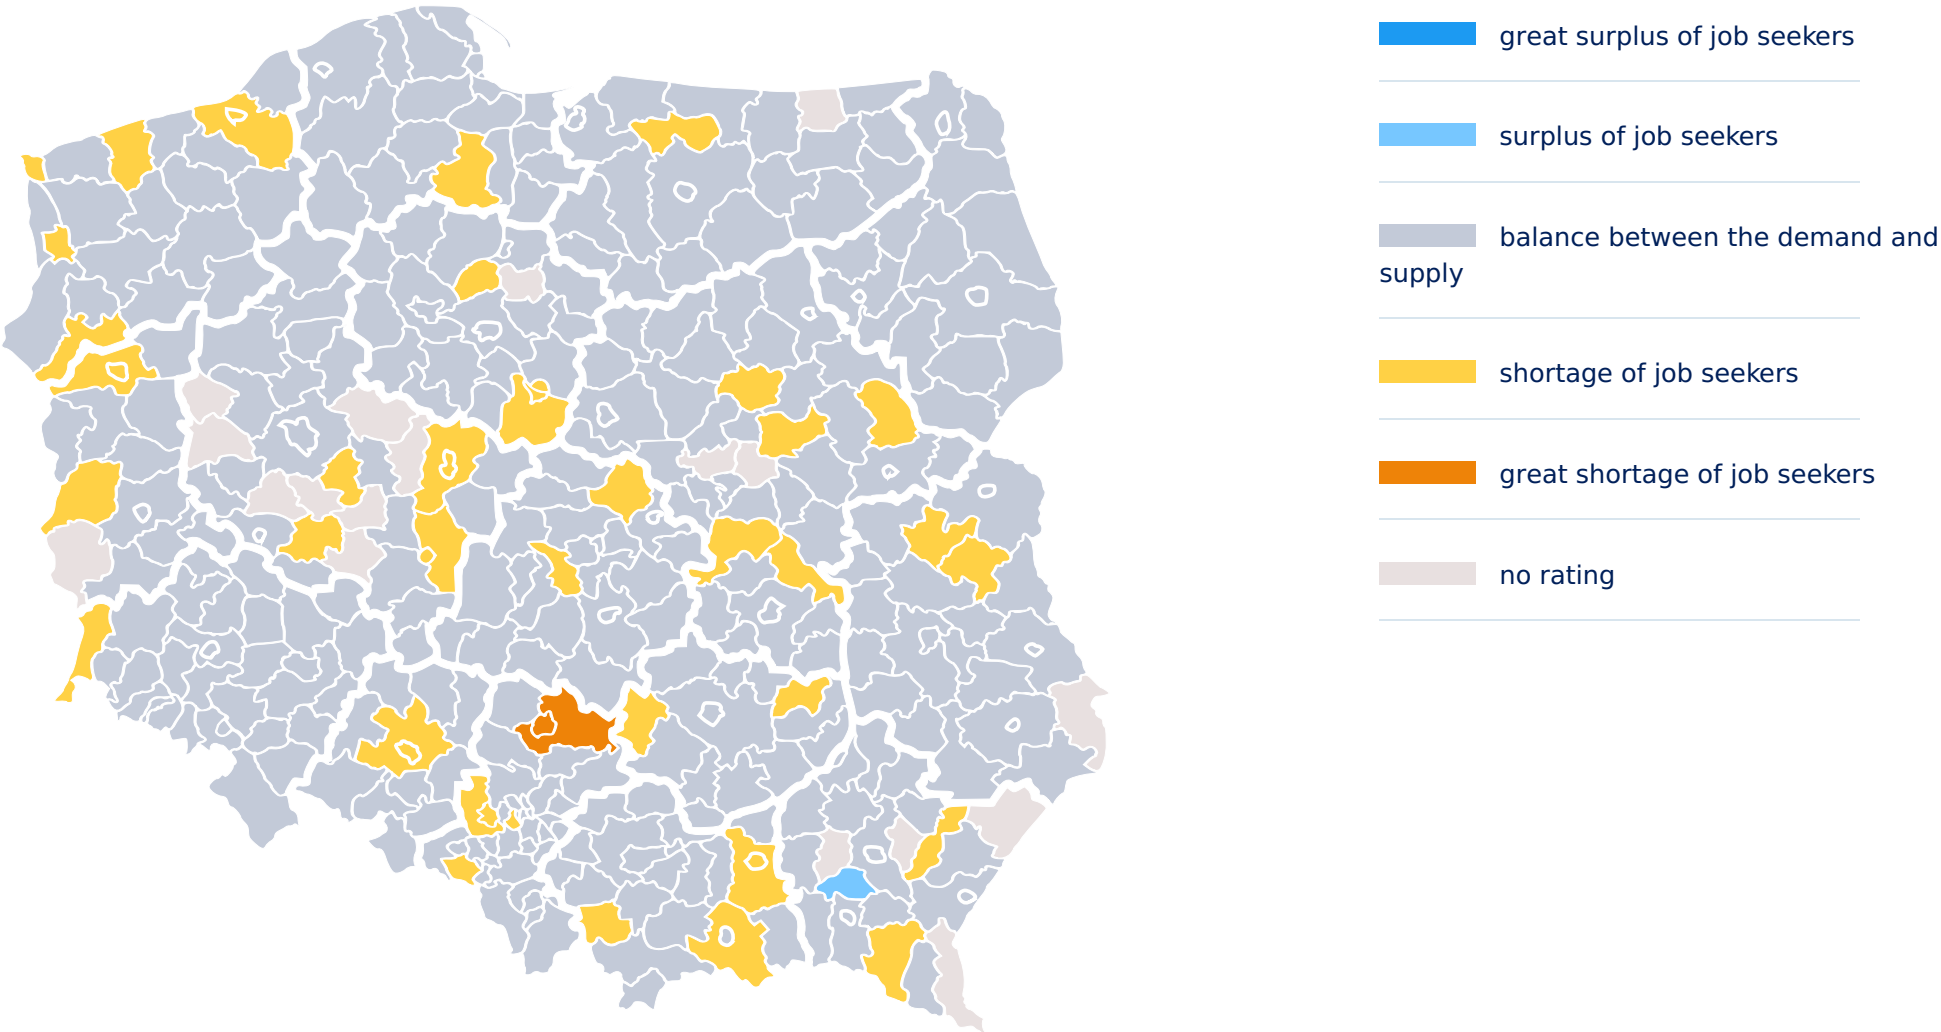 great surplus of job seekers
surplus of job seekers
balance between the demand and
supply
shortage of job seekers
great shortage of job seekers
no rating